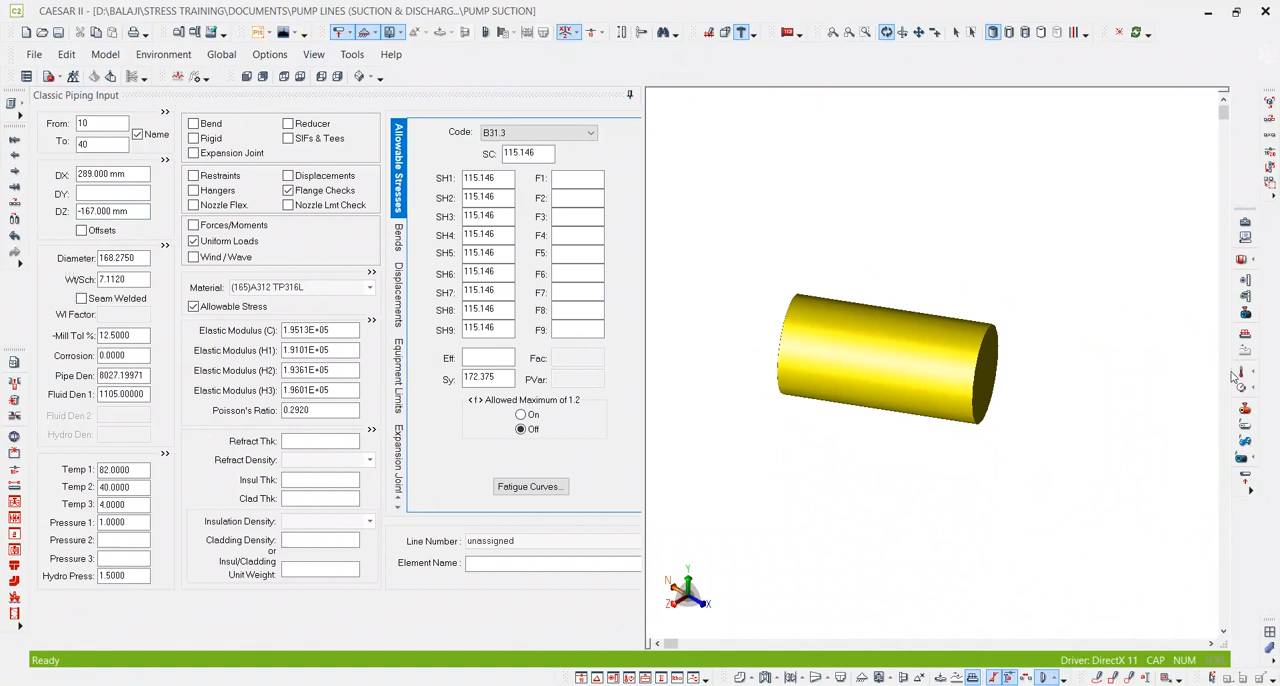 CAESAR II - [D:\BALAJI\STRESS TRAINING\DOCUMENTS\PUMP LINES (SUCTION & DISCHARG...\PUMP SUCTION]
File Edit Model Environment Global Options View Tools Help
Classic Piping Input
From: 10
To: 40
Name
DX: 289.000 mm
DY:
DZ: -167.000 mm
Offsets
Diameter: 168.2750
Wt/Sch: 7.1120
Seam Welded
Wl Factor:
-Mill Tol %: 12.5000
Corrosion: 0.0000
Pipe Den: 8027.19971
Fluid Den 1: 1105.00000
Fluid Den 2:
Hydro Den:
Temp 1: 82.0000
Temp 2: 40.0000
Temp 3: 4.0000
Pressure 1: 1.0000
Pressure 2:
Pressure 3:
Hydro Press: 1.5000
Bend Reducer
Rigid SIFs & Tees
Expansion Joint
Restraints Displacements
Hangers Flange Checks
Nozzle Flex. Nozzle Lmt Check
Forces/Moments
Uniform Loads
Wind / Wave
Material: (165)A312 TP316L
Allowable Stress
Elastic Modulus (C): 1.9513E+05
Elastic Modulus (H1): 1.9101E+05
Elastic Modulus (H2): 1.9361E+05
Elastic Modulus (H3): 1.9601E+05
Poisson's Ratio: 0.2920
Refract Thk:
Refract Density:
Insul Thk:
Clad Thk:
Insulation Density:
Cladding Density:
or
Insul/Cladding
Unit Weight:
Allowable Stresses
Bends
Displacements
Equipment Limits
Expansion Joint
Code: B31.3
SC: 115.146
SH1: 115.146 F1:
SH2: 115.146 F2:
SH3: 115.146 F3:
SH4: 115.146 F4:
SH5: 115.146 F5:
SH6: 115.146 F6:
SH7: 115.146 F7:
SH8: 115.146 F8:
SH9: 115.146 F9:
Eff: Fac:
Sy: 172.375 PVar:
<!> Allowed Maximum of 1.2
On
Off
Fatigue Curves...
Line Number : unassigned
Element Name :
Y
N
Z
X
Ready
Driver: DirectX 11 CAP NUM